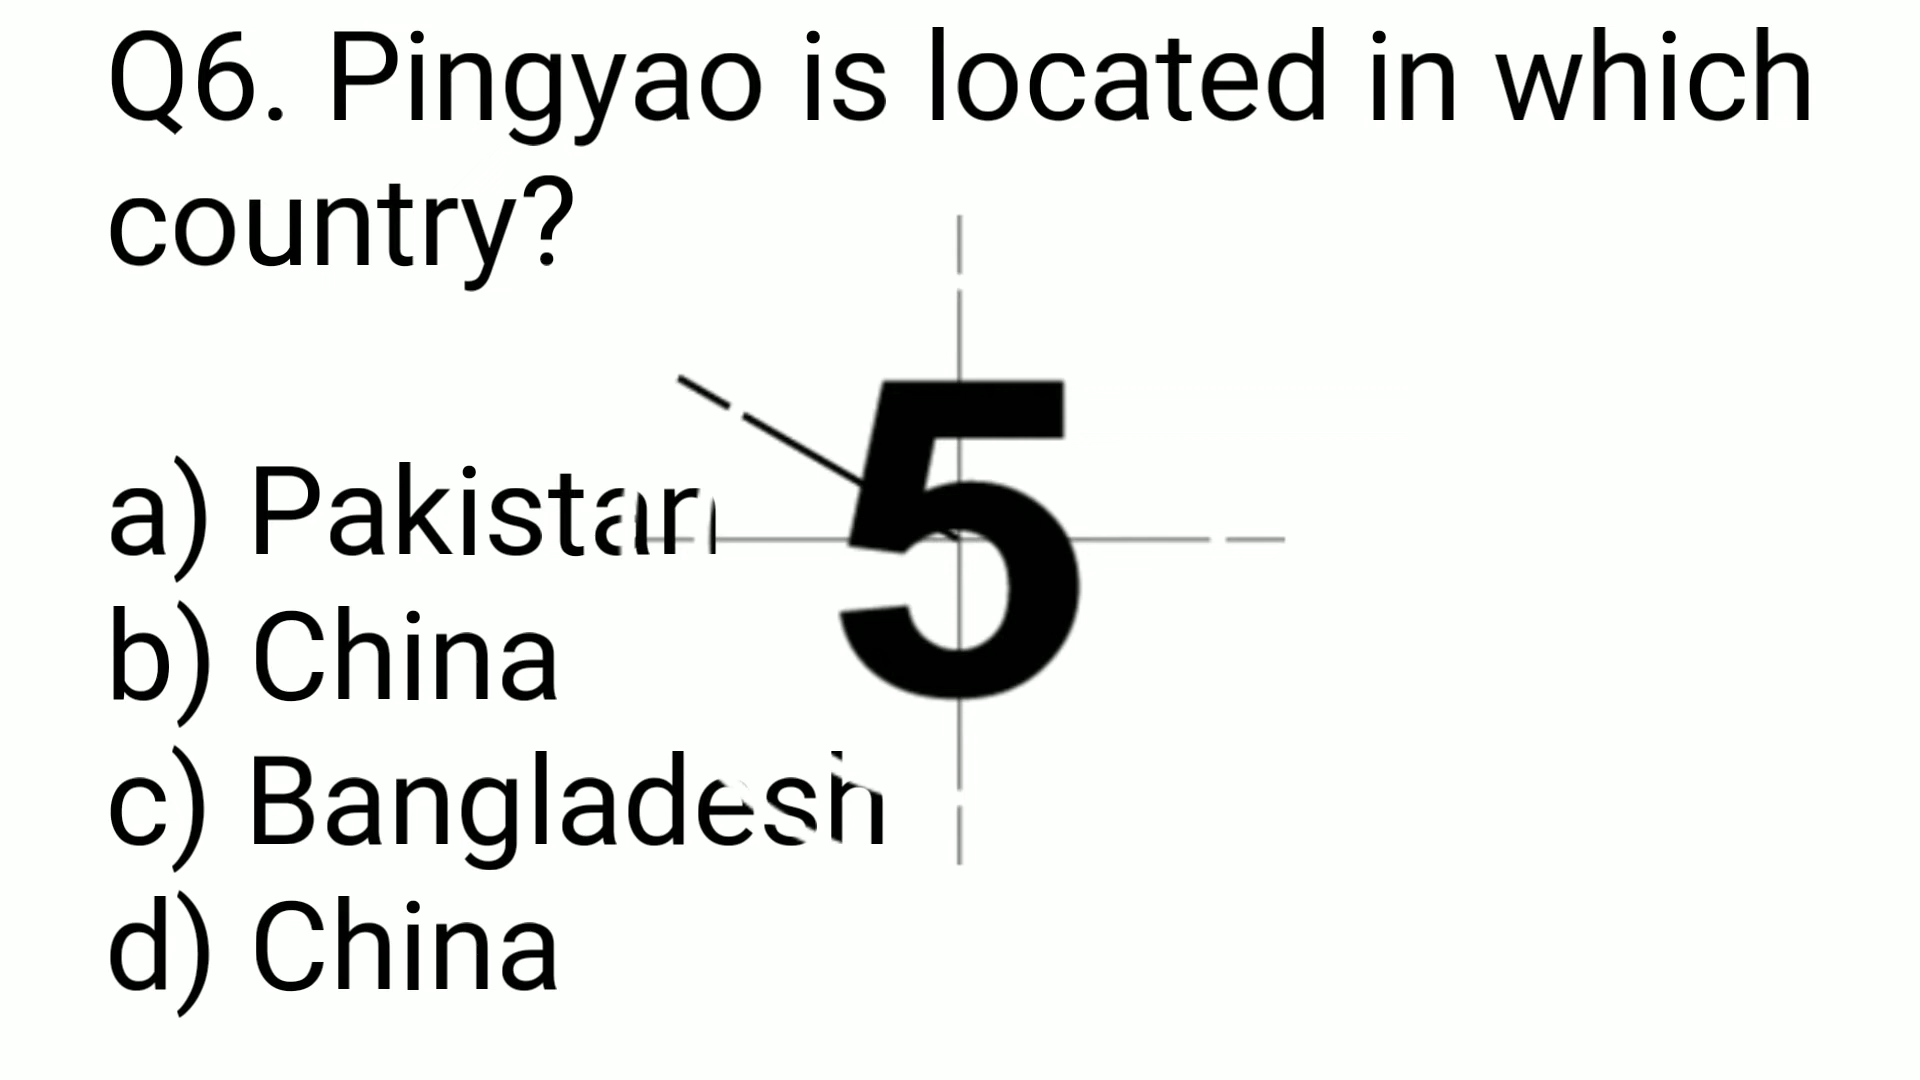 Q6. Pingyao is located in which
country?
5
a) Pakistan
b) China
c) Bangladesh
d) China